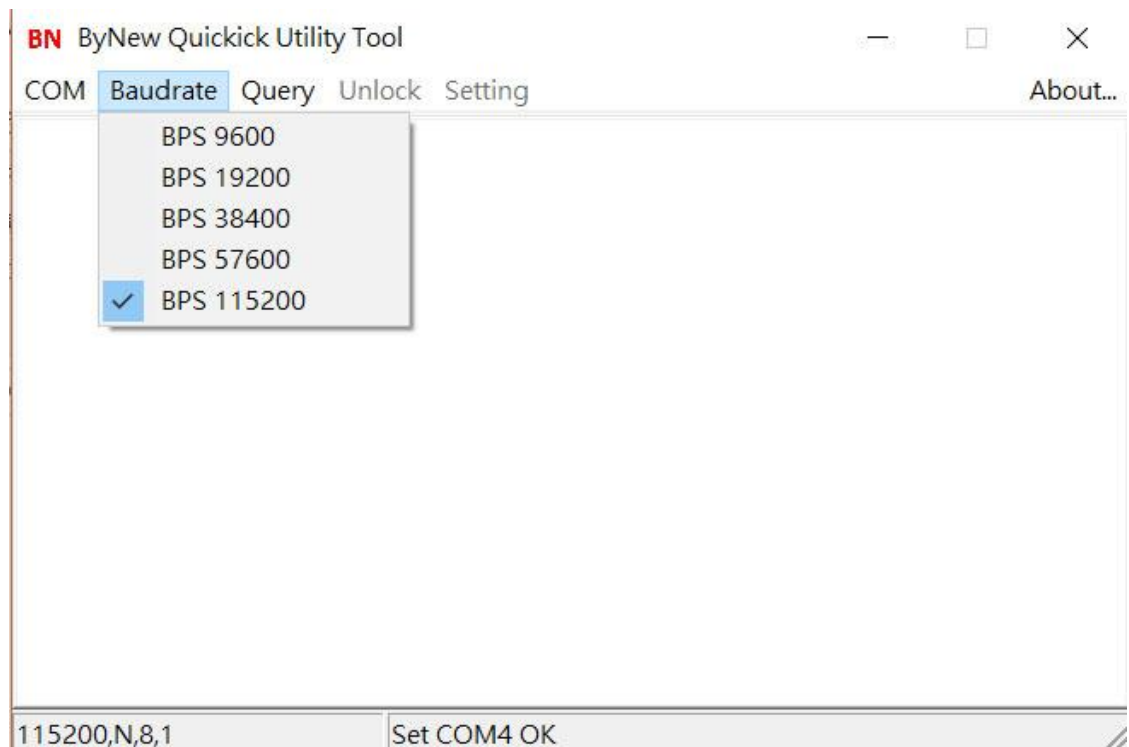 BN ByNew Quickick Utility Tool
COM Baudrate Query Unlock Setting About...
BPS 9600
BPS 19200
BPS 38400
BPS 57600
BPS 115200
115200,N,8,1 Set COM4 OK